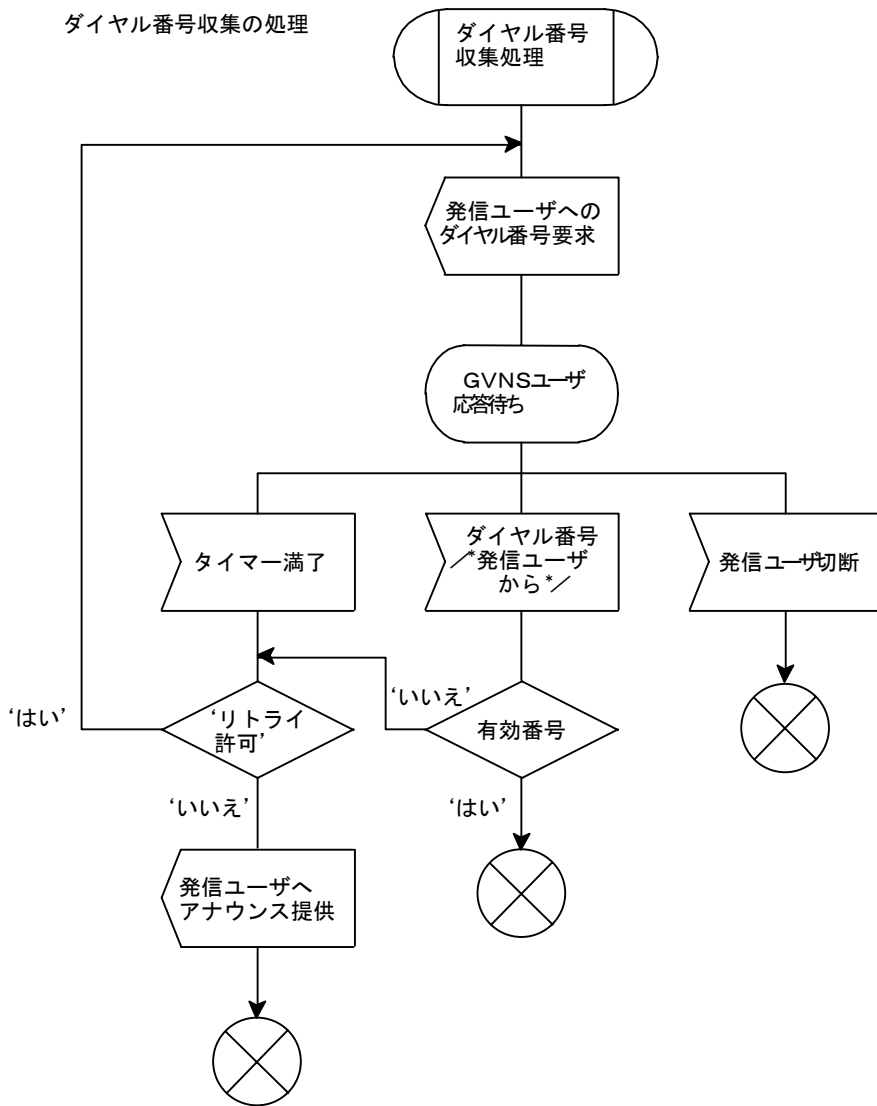 ダイヤル番号収集の処理
ダイヤル番号
収集処理
発信ユーザへの
ダイヤル番号要求
GVNSユーザ
応答待ち
タイマー満了
ダイヤル番号
／*発信ユーザ
から*／
発信ユーザ切断
‘はい’
‘リトライ
許可’
‘いいえ’
有効番号
‘いいえ’
‘はい’
発信ユーザへ
アナウンス提供